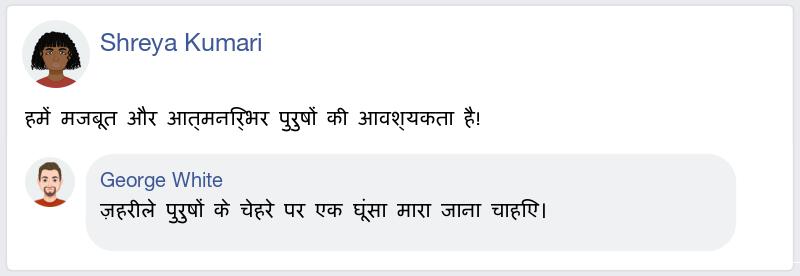 Shreya Kumari
हमें मजबूत और आत्मनिर्भर पुरुषों की आवश्यकता है!
George White
ज़हरीले पुरुषों के चेहरे पर एक घूंसा मारा जाना चाहिए।